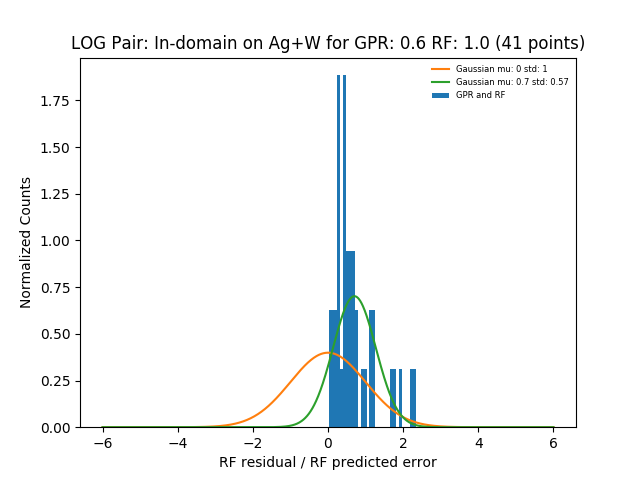 LOG Pair: In-domain on Ag+W for GPR: 0.6 RF: 1.0 (41 points)
Gaussian mu: 0 std: 1
Gaussian mu: 0.7 std: 0.57
GPR and RF
Normalized Counts
1.75
1.50
1.25
1.00
0.75
0.50
0.25
0.00
−6
−4
−2
0
2
4
6
RF residual / RF predicted error